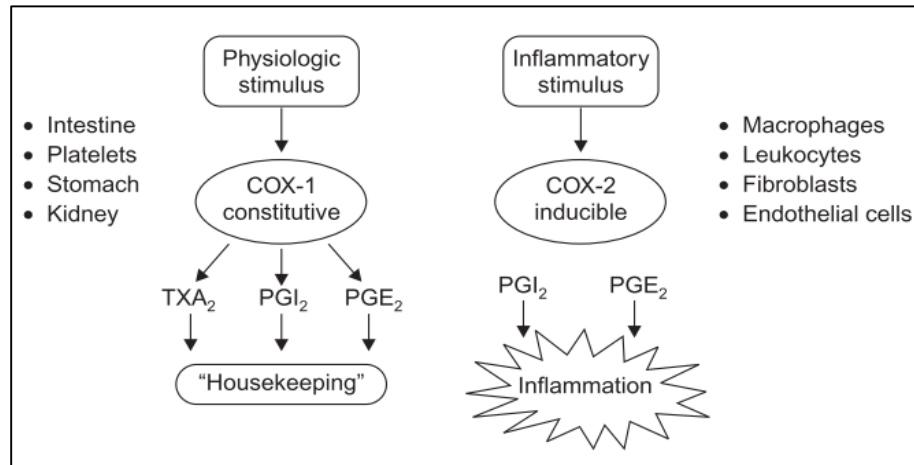 Physiologic
stimulus
Inflammatory
stimulus
• Intestine
• Platelets
• Stomach
• Kidney
COX-1
constitutive
COX-2
inducible
• Macrophages
• Leukocytes
• Fibroblasts
• Endothelial cells
TXA₂ PGI₂ PGE₂
PGI₂ PGE₂
“Housekeeping”
Inflammation